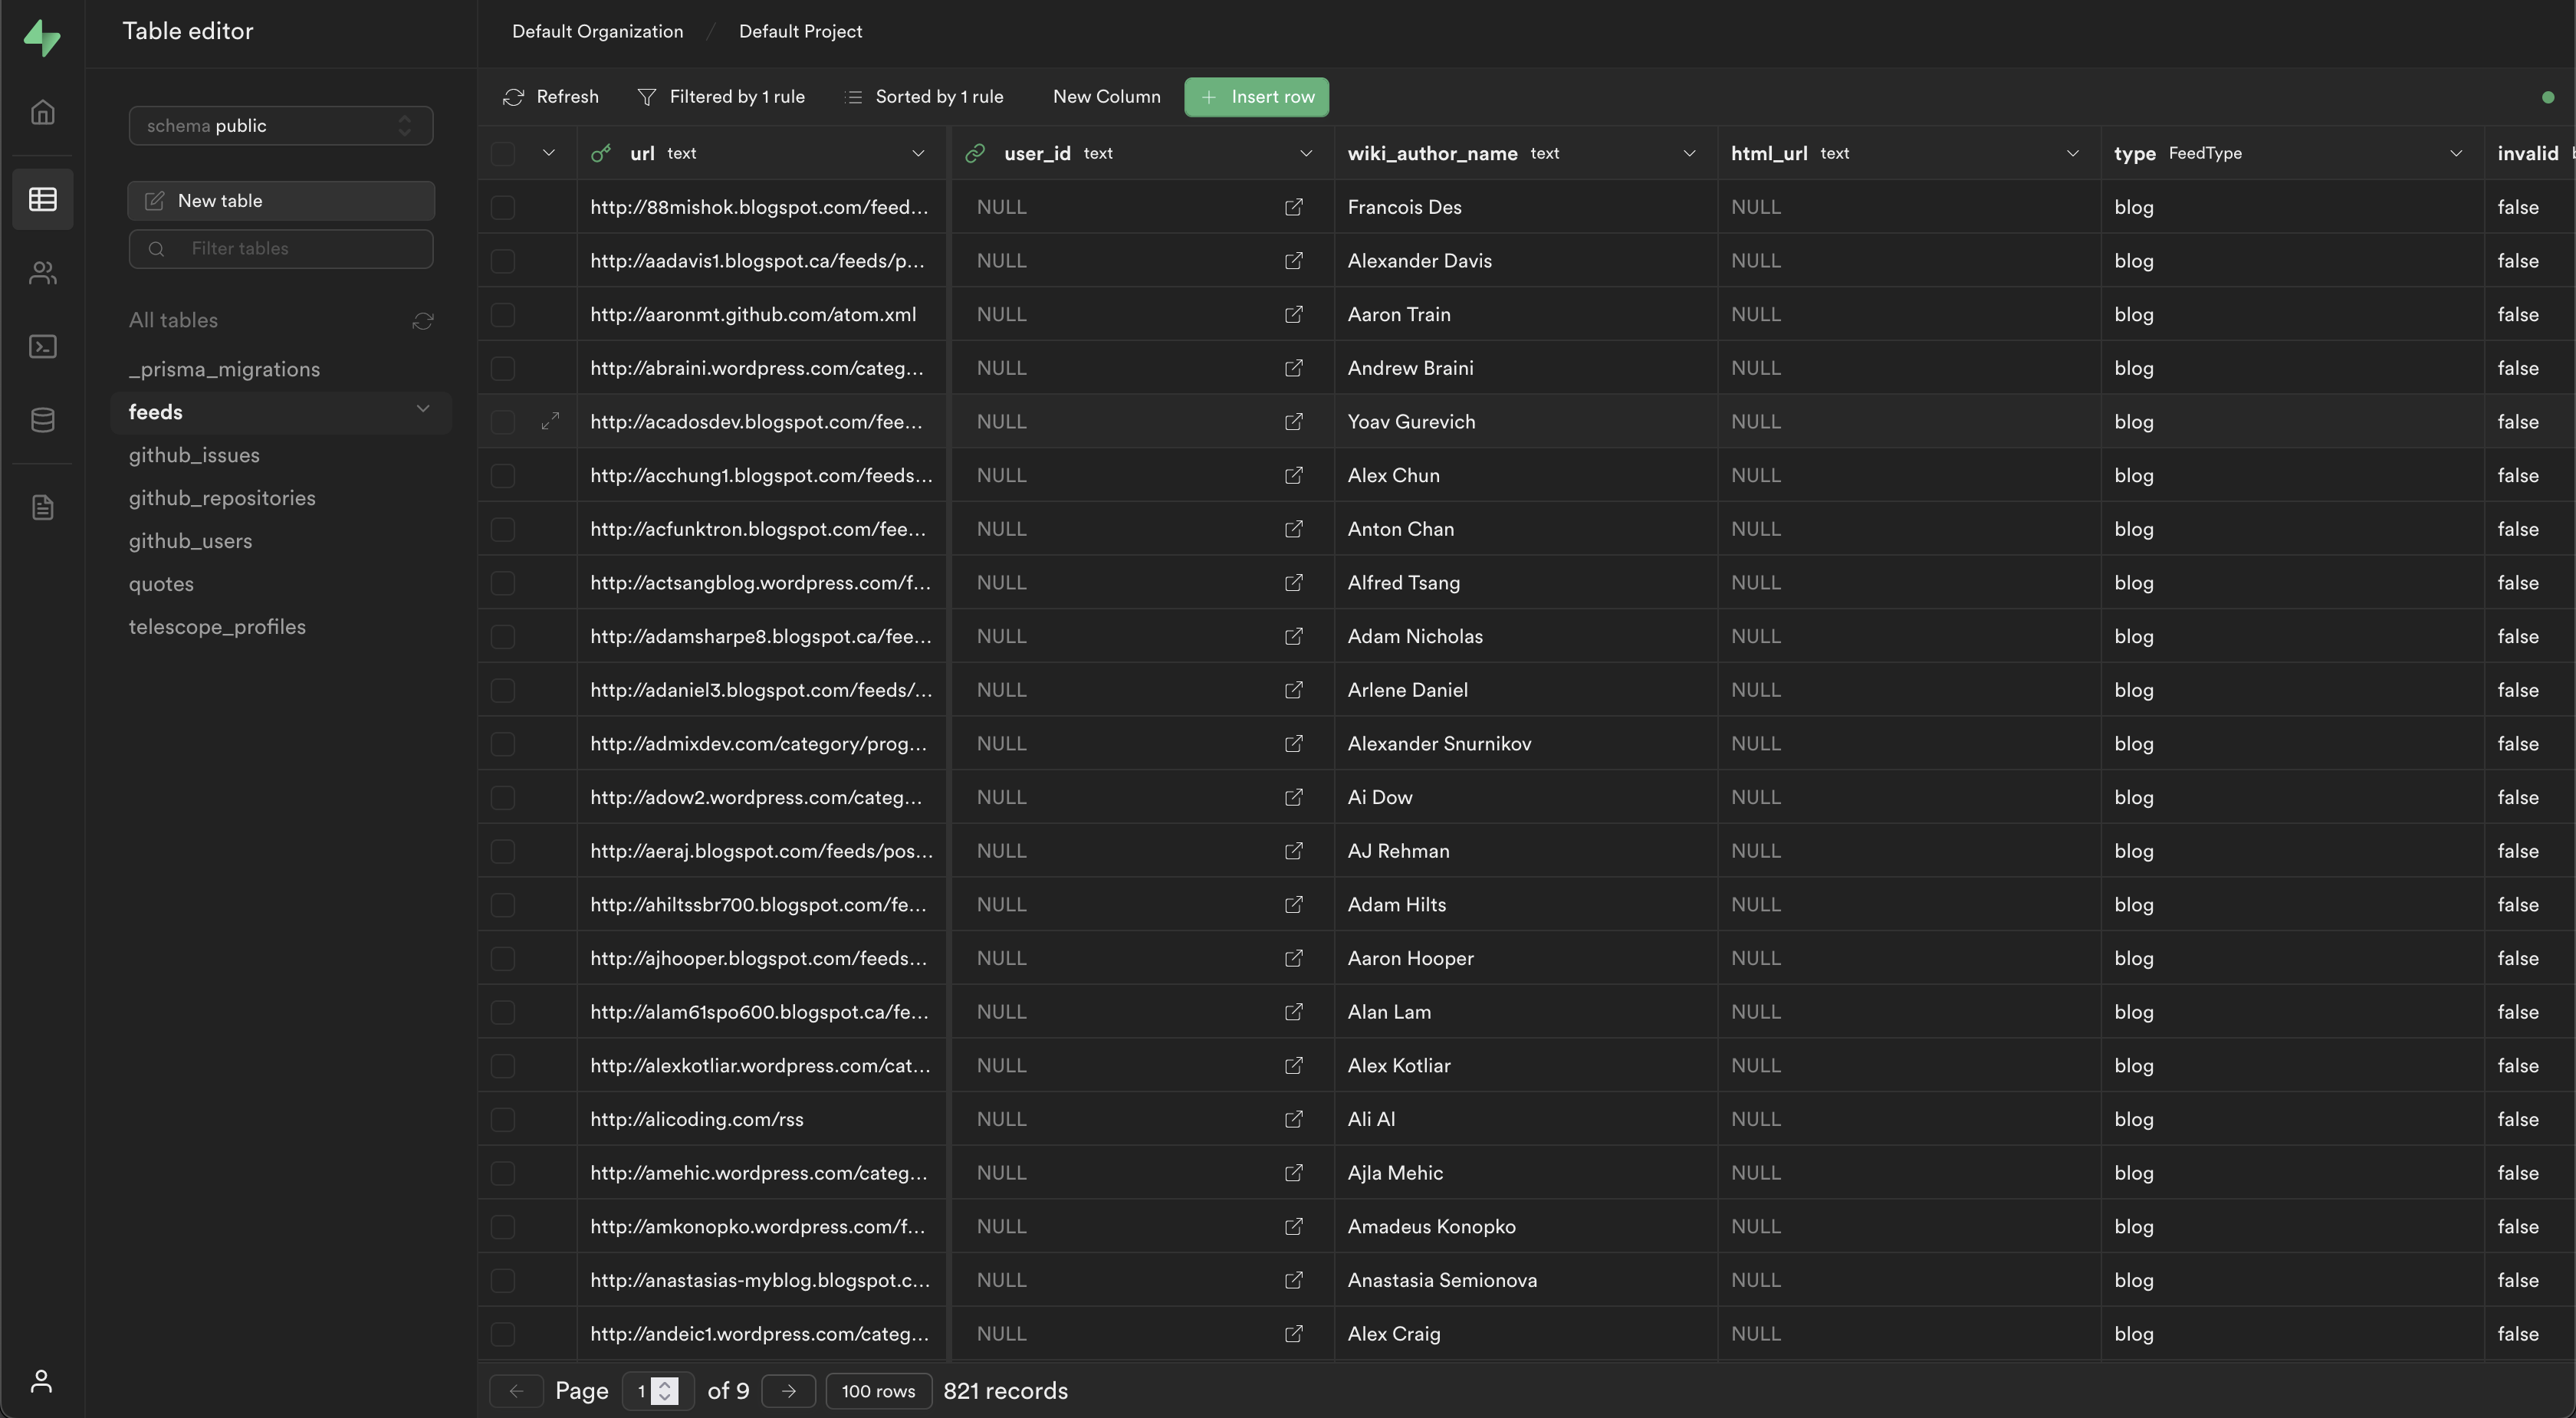 Table editor
Default Organization / Default Project
schema public
New table
Filter tables
All tables
_prisma_migrations
feeds
github_issues
github_repositories
github_users
quotes
telescope_profiles
Refresh Filtered by 1 rule Sorted by 1 rule New Column + Insert row
url text user_id text wiki_author_name text html_url text type FeedType invalid
http://88mishok.blogspot.com/feed... NULL Francois Des NULL blog false
http://aadavis1.blogspot.ca/feeds/p... NULL Alexander Davis NULL blog false
http://aaronmt.github.com/atom.xml NULL Aaron Train NULL blog false
http://abraini.wordpress.com/categ... NULL Andrew Braini NULL blog false
http://acadosdev.blogspot.com/fee... NULL Yoav Gurevich NULL blog false
http://acchung1.blogspot.com/feeds... NULL Alex Chun NULL blog false
http://acfunktron.blogspot.com/fee... NULL Anton Chan NULL blog false
http://actsangblog.wordpress.com/f... NULL Alfred Tsang NULL blog false
http://adamsharpe8.blogspot.ca/fee... NULL Adam Nicholas NULL blog false
http://adaniel3.blogspot.com/feeds/... NULL Arlene Daniel NULL blog false
http://admixdev.com/category/prog... NULL Alexander Snurnikov NULL blog false
http://adow2.wordpress.com/categ... NULL Ai Dow NULL blog false
http://aeraj.blogspot.com/feeds/pos... NULL AJ Rehman NULL blog false
http://ahiltssbr700.blogspot.com/fe... NULL Adam Hilts NULL blog false
http://ajhooper.blogspot.com/feeds... NULL Aaron Hooper NULL blog false
http://alam61spo600.blogspot.ca/fe... NULL Alan Lam NULL blog false
http://alexkotliar.wordpress.com/cat... NULL Alex Kotliar NULL blog false
http://alicoding.com/rss NULL Ali Al NULL blog false
http://amehic.wordpress.com/categ... NULL Ajla Mehic NULL blog false
http://amkonopko.wordpress.com/f... NULL Amadeus Konopko NULL blog false
http://anastasias-myblog.blogspot.c... NULL Anastasia Semionova NULL blog false
http://andeic1.wordpress.com/categ... NULL Alex Craig NULL blog false
Page 1 of 9 100 rows 821 records